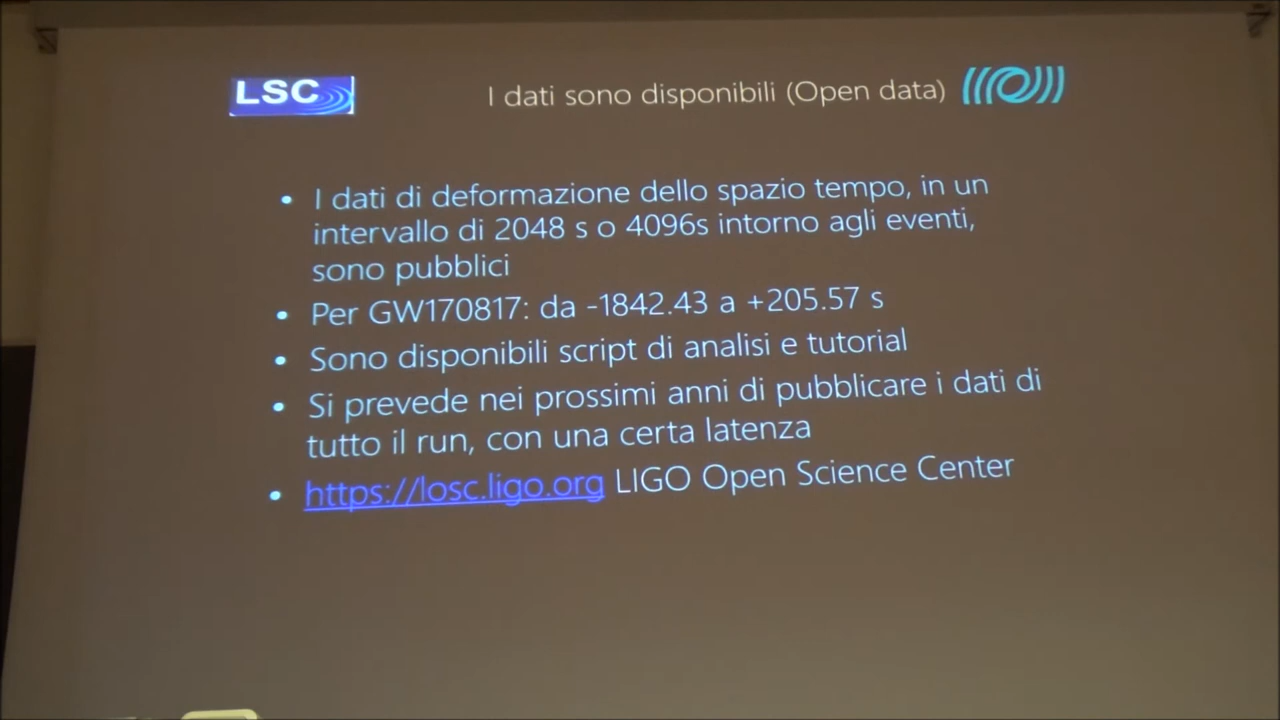 LSC
I dati sono disponibili (Open data)
• I dati di deformazione dello spazio tempo, in un
intervallo di 2048 s o 4096s intorno agli eventi,
sono pubblici
• Per GW170817: da -1842.43 a +205.57 s
• Sono disponibili script di analisi e tutorial
• Si prevede nei prossimi anni di pubblicare i dati di
tutto il run, con una certa latenza
• https://losc.ligo.org LIGO Open Science Center